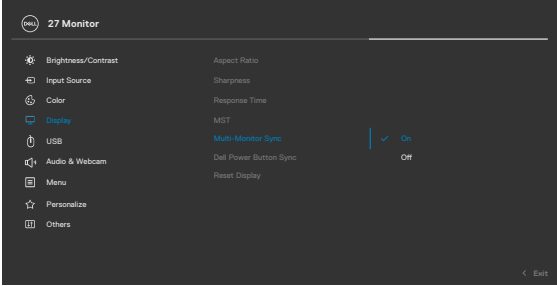 DELL 27 Monitor
Brightness/Contrast Aspect Ratio
Input Source Sharpness
Color Response Time
Display MST
USB Multi-Monitor Sync On
Audio & Webcam Dell Power Button Sync Off
Menu Reset Display
Personalize
Others
Exit